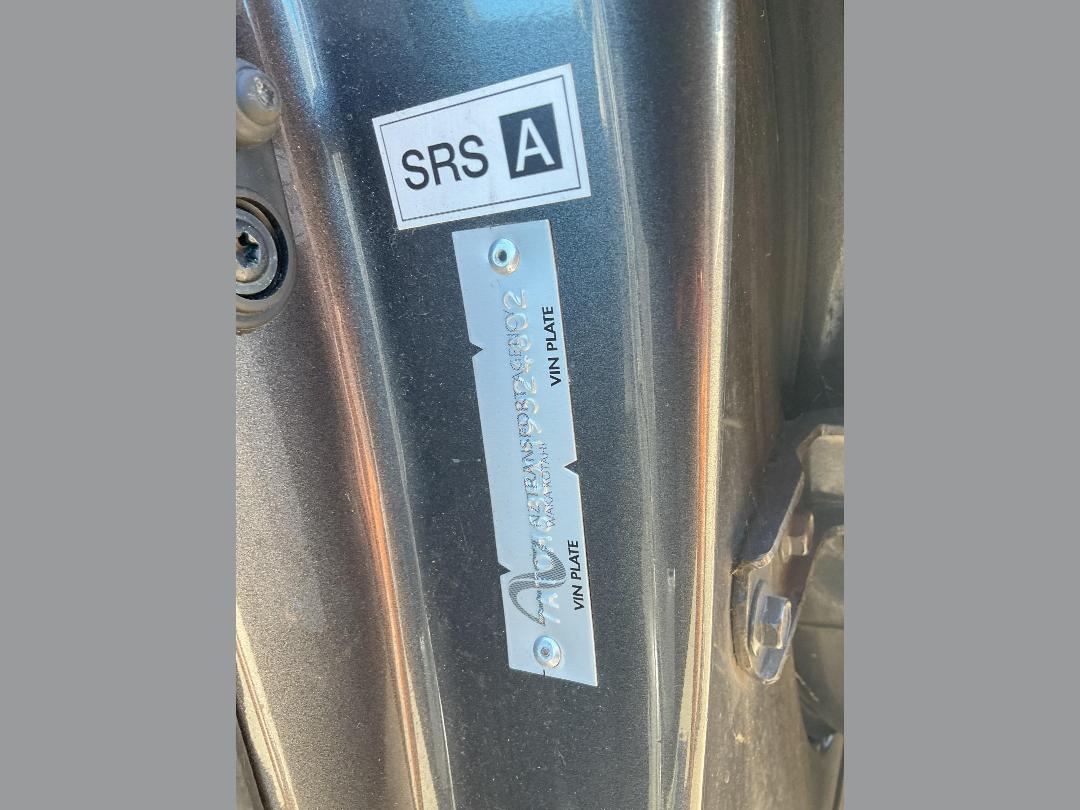 SRS A
NZ TRANSPORT AGENCY
WAKA KOTAHI
VIN PLATE
VIN PLATE